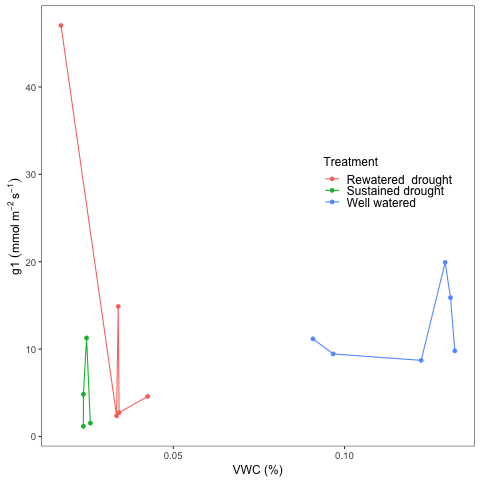 40
30
20
10
0
g1 (mmol m⁻² s⁻¹)
Treatment
Rewatered  drought
Sustained drought
Well watered
0.05 0.10
VWC (%)